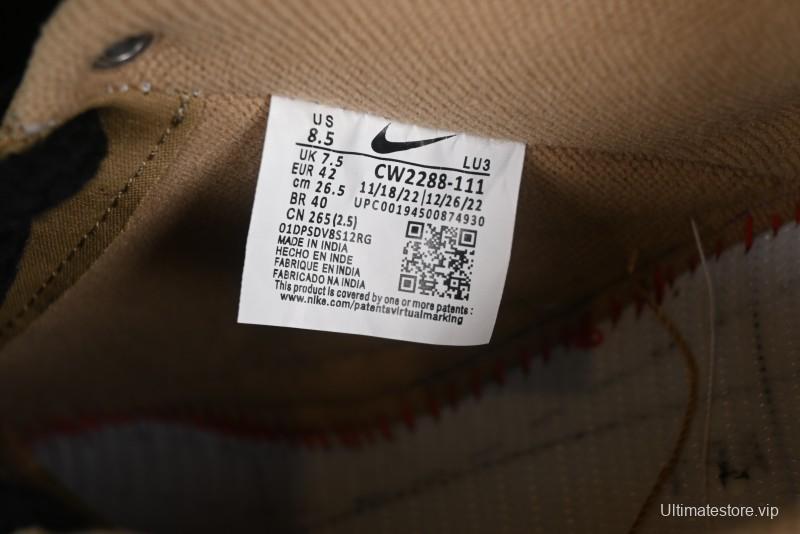 US
8.5
LU3
UK 7.5
EUR 42
cm 26.5
BR 40
CN 265(2.5)
CW2288-111
11/18/22 12/26/22
UPC00194500874930
01DPSDV8S12RG
MADE IN INDIA
HECHO EN INDE
FABRIQUE EN INDIA
FABRICADO NA INDIA
This product is covered by one or more patents :
www.nike.com/patentsvirtualmarking
Ultimatestore.vip